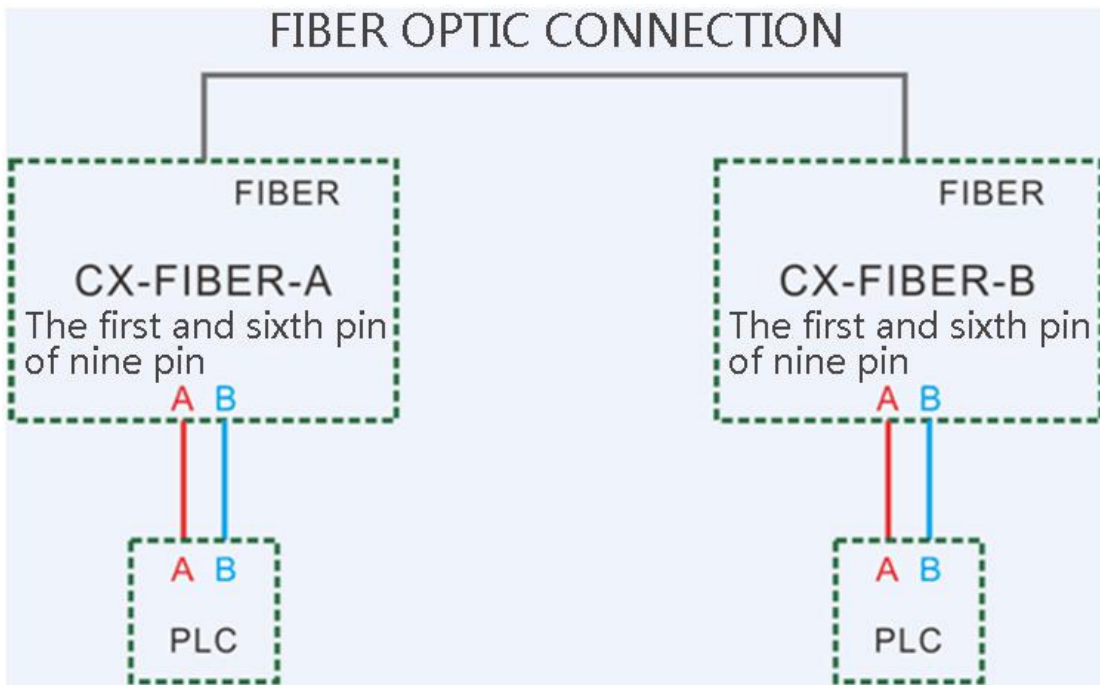 FIBER OPTIC CONNECTION
FIBER
CX-FIBER-A
The first and sixth pin
of nine pin
A B
A B
PLC
FIBER
CX-FIBER-B
The first and sixth pin
of nine pin
A B
A B
PLC